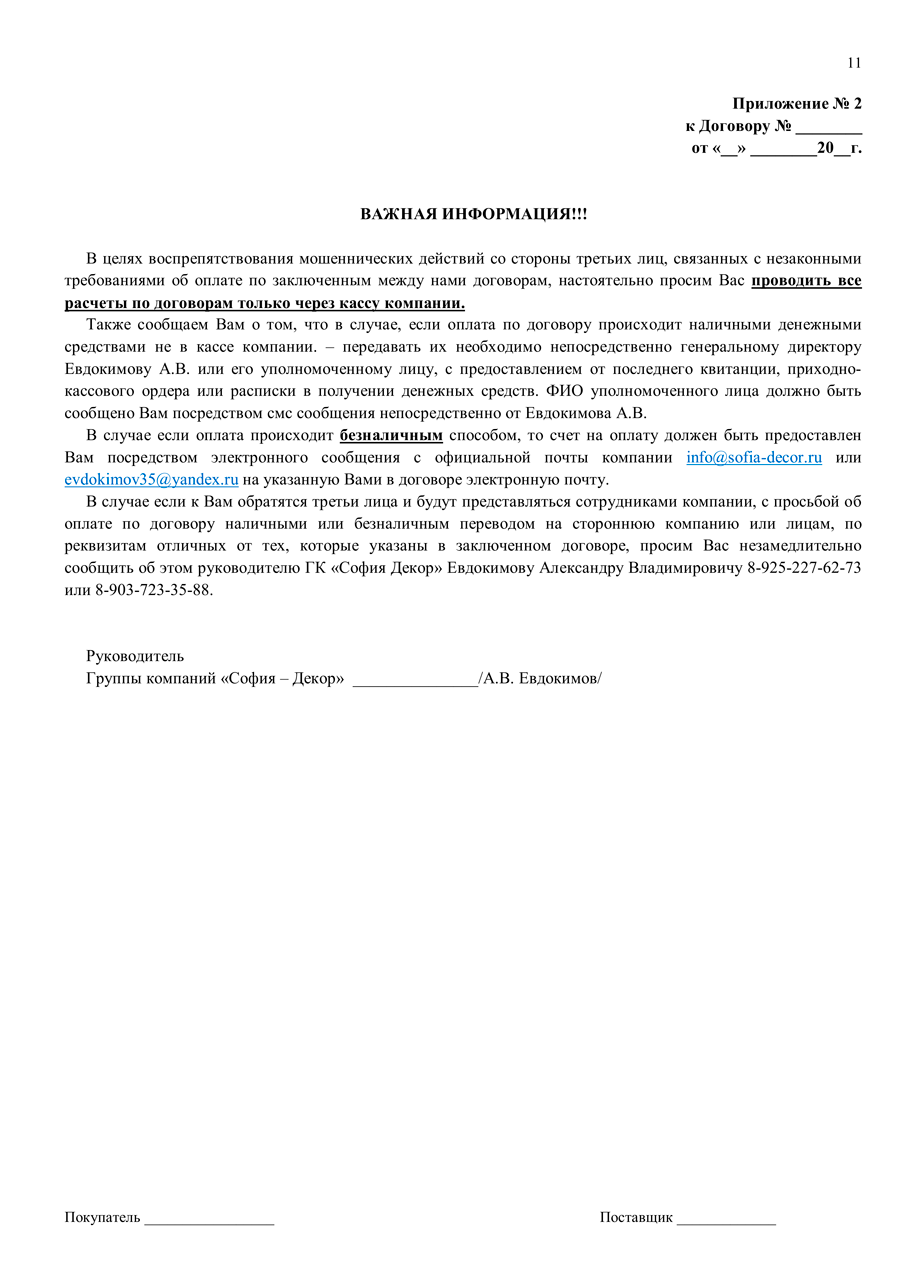 11
Приложение № 2
к Договору № ________
от «__» ________20__г.
ВАЖНАЯ ИНФОРМАЦИЯ!!!
В целях воспрепятствования мошеннических действий со стороны третьих лиц, связанных с незаконными
требованиями об оплате по заключенным между нами договорам, настоятельно просим Вас проводить все
расчеты по договорам только через кассу компании.
Также сообщаем Вам о том, что в случае, если оплата по договору происходит наличными денежными
средствами не в кассе компании. – передавать их необходимо непосредственно генеральному директору
Евдокимову А.В. или его уполномоченному лицу, с предоставлением от последнего квитанции, приходно-
кассового ордера или расписки в получении денежных средств. ФИО уполномоченного лица должно быть
сообщено Вам посредством смс сообщения непосредственно от Евдокимова А.В.
В случае если оплата происходит безналичным способом, то счет на оплату должен быть предоставлен
Вам посредством электронного сообщения с официальной почты компании info@sofia-decor.ru или
evdokimov35@yandex.ru на указанную Вами в договоре электронную почту.
В случае если к Вам обратятся третьи лица и будут представляться сотрудниками компании, с просьбой об
оплате по договору наличными или безналичным переводом на стороннюю компанию или лицам, по
реквизитам отличных от тех, которые указаны в заключенном договоре, просим Вас незамедлительно
сообщить об этом руководителю ГК «София Декор» Евдокимову Александру Владимировичу 8-925-227-62-73
или 8-903-723-35-88.
Руководитель
Группы компаний «София – Декор» _______________/А.В. Евдокимов/
Покупатель _________________ Поставщик _____________